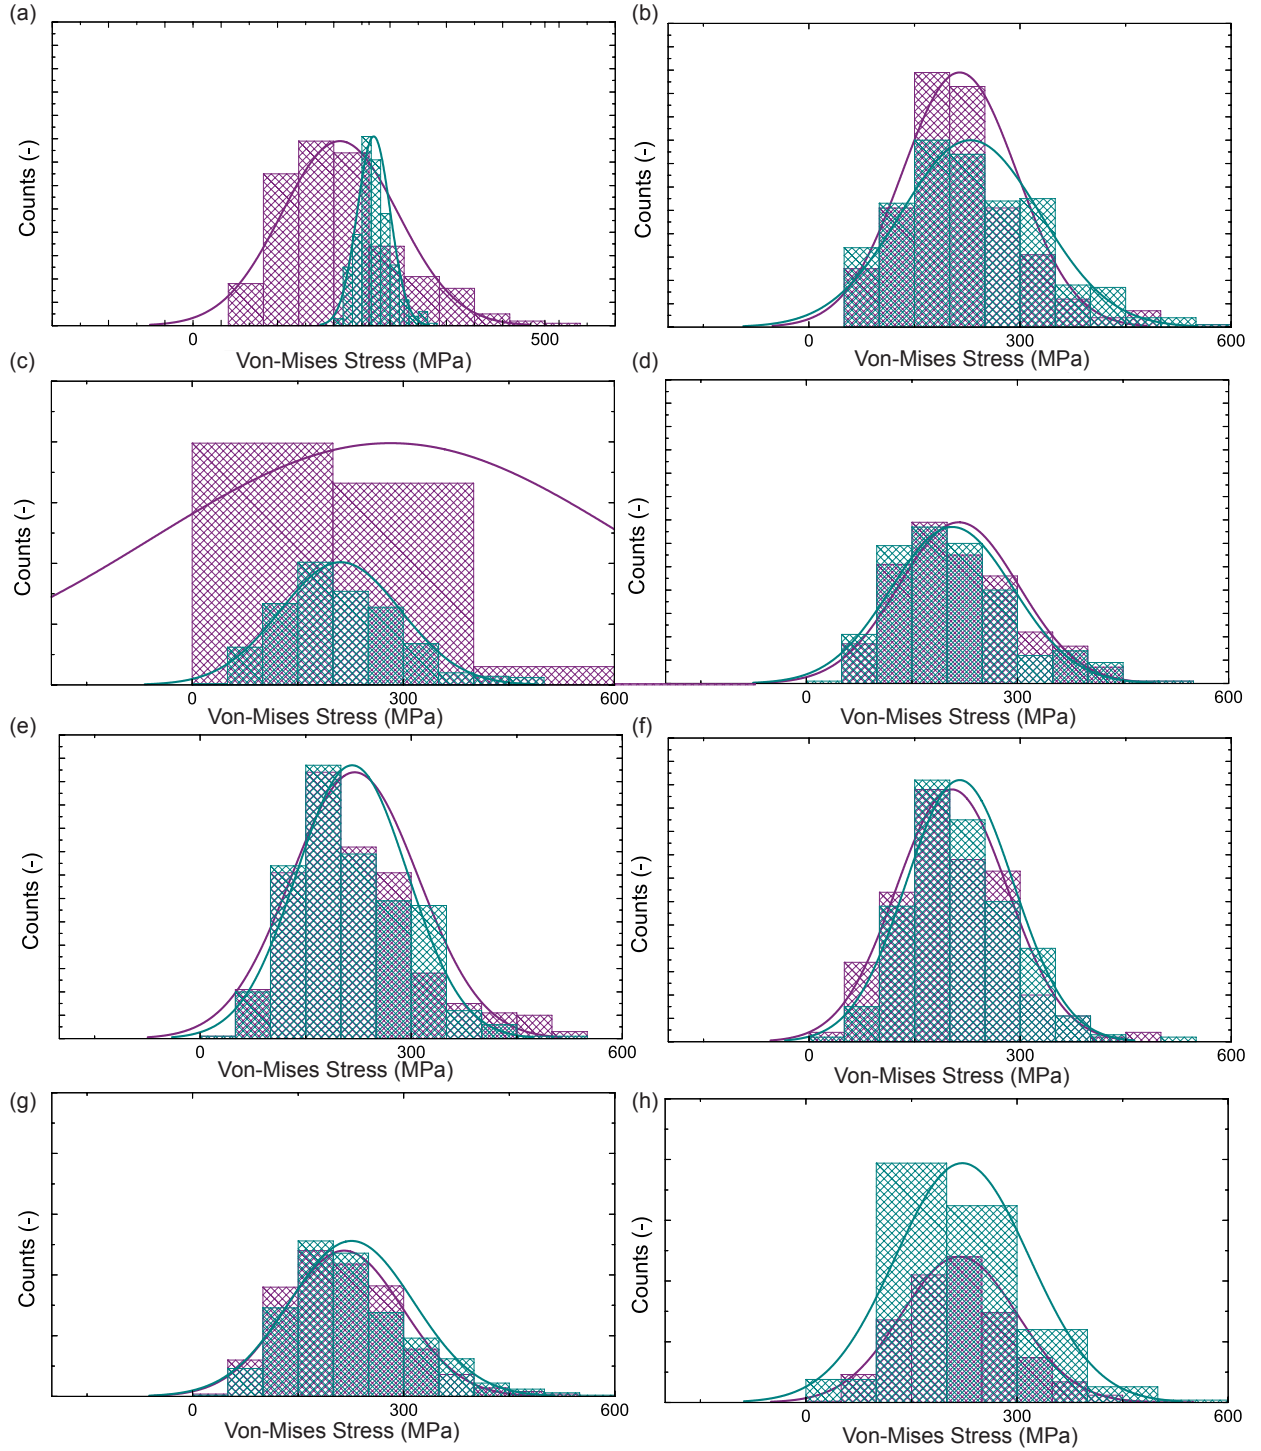 (a) (b)
Counts (-) Counts (-)
0 500 0 300 600
Von-Mises Stress (MPa) Von-Mises Stress (MPa)
(c) (d)
Counts (-) Counts (-)
0 300 600 0 300 600
Von-Mises Stress (MPa) Von-Mises Stress (MPa)
(e) (f)
Counts (-) Counts (-)
0 300 600 0 300 600
Von-Mises Stress (MPa) Von-Mises Stress (MPa)
(g) (h)
Counts (-) Counts (-)
0 300 600 0 300 600
Von-Mises Stress (MPa) Von-Mises Stress (MPa)